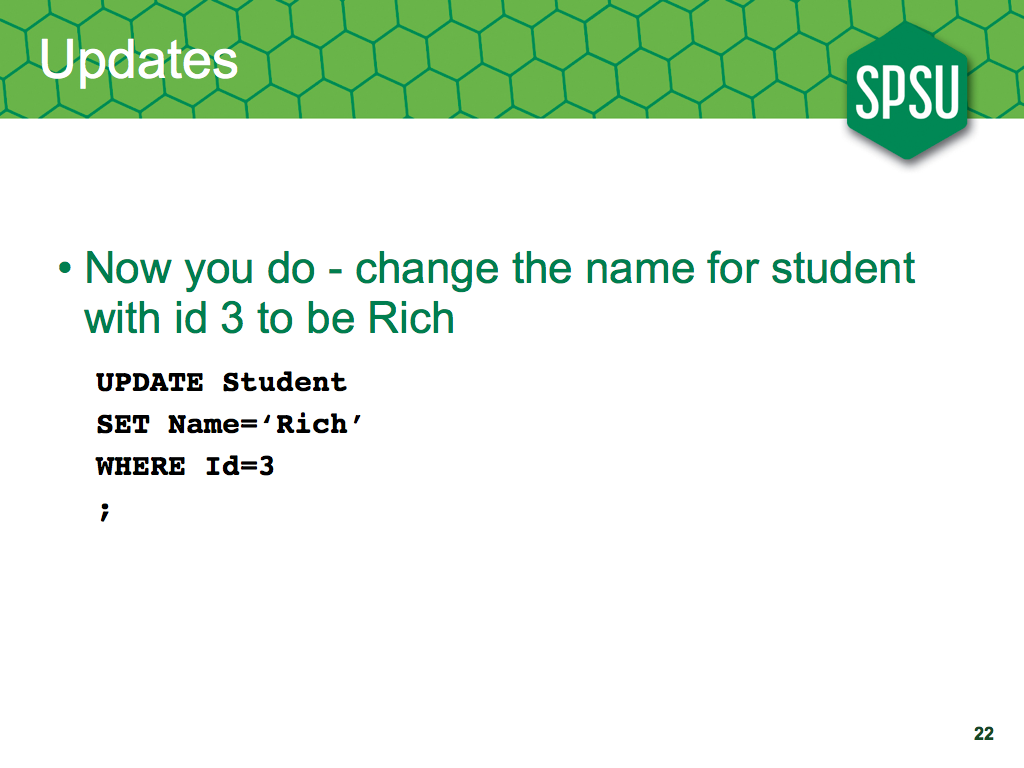 Updates
SPSU
• Now you do - change the name for student
with id 3 to be Rich
UPDATE Student
SET Name=‘Rich’
WHERE Id=3
;
22